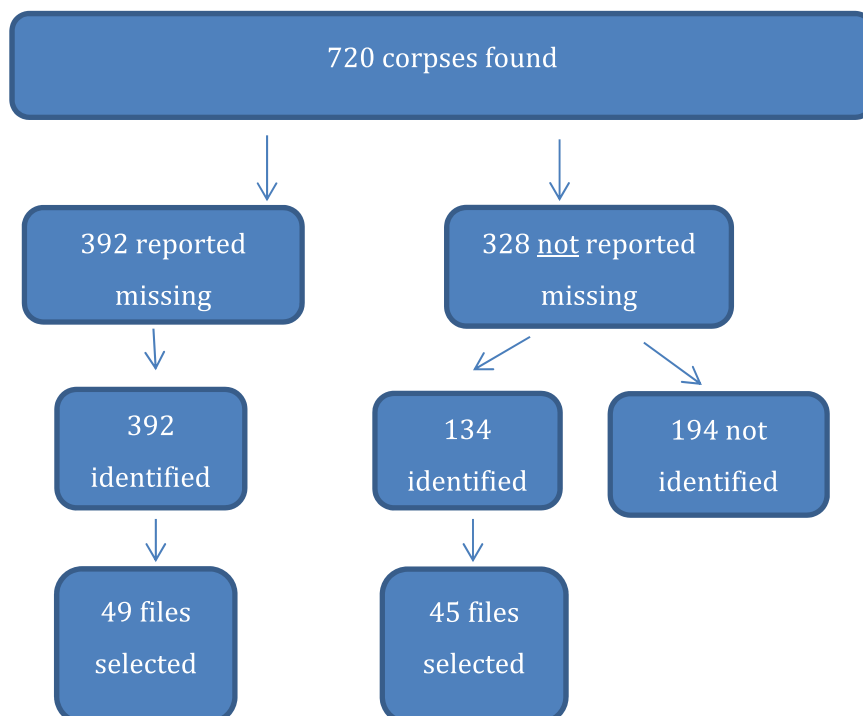 720 corpses found
392 reported
missing
328 not reported
missing
392
identified
134
identified
194 not
identified
49 files
selected
45 files
selected